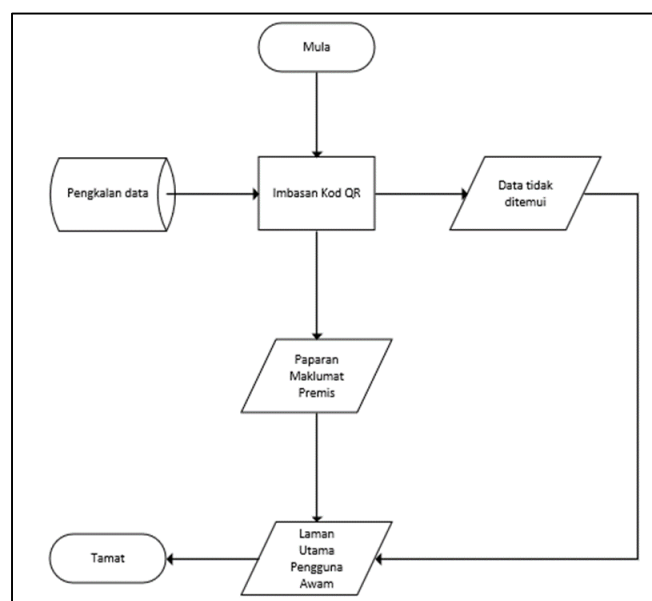 Mula
Pengkalan data
Imbasan Kod QR
Data tidak
ditemui
Paparan
Maklumat
Premis
Laman
Utama
Pengguna
Awam
Tamat